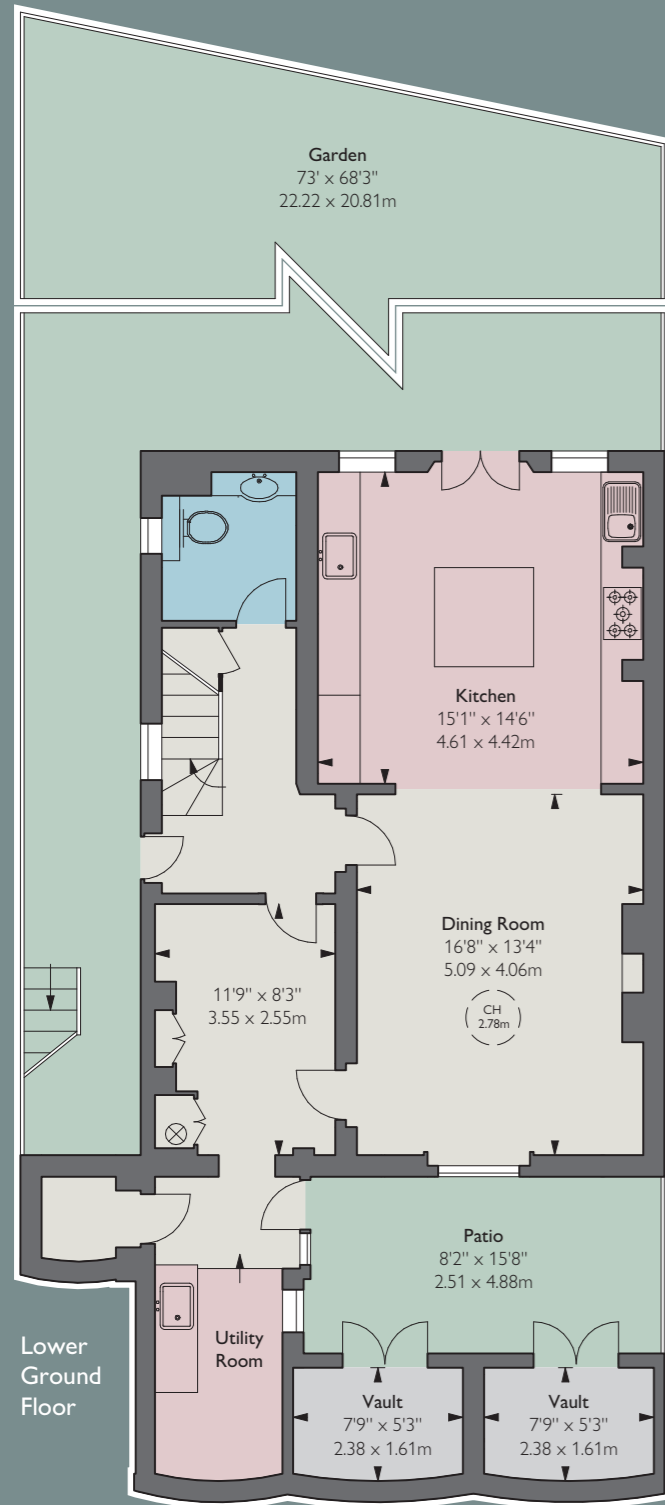 Garden
73' x 68'3"
22.22 x 20.81m
Kitchen
15'1" x 14'6"
4.61 x 4.42m
Dining Room
16'8" x 13'4"
5.09 x 4.06m
CH
2.78m
11'9" x 8'3"
3.55 x 2.55m
Patio
8'2" x 15'8"
2.51 x 4.88m
Utility
Room
Lower
Ground
Floor
Vault
7'9" x 5'3"
2.38 x 1.61m
Vault
7'9" x 5'3"
2.38 x 1.61m